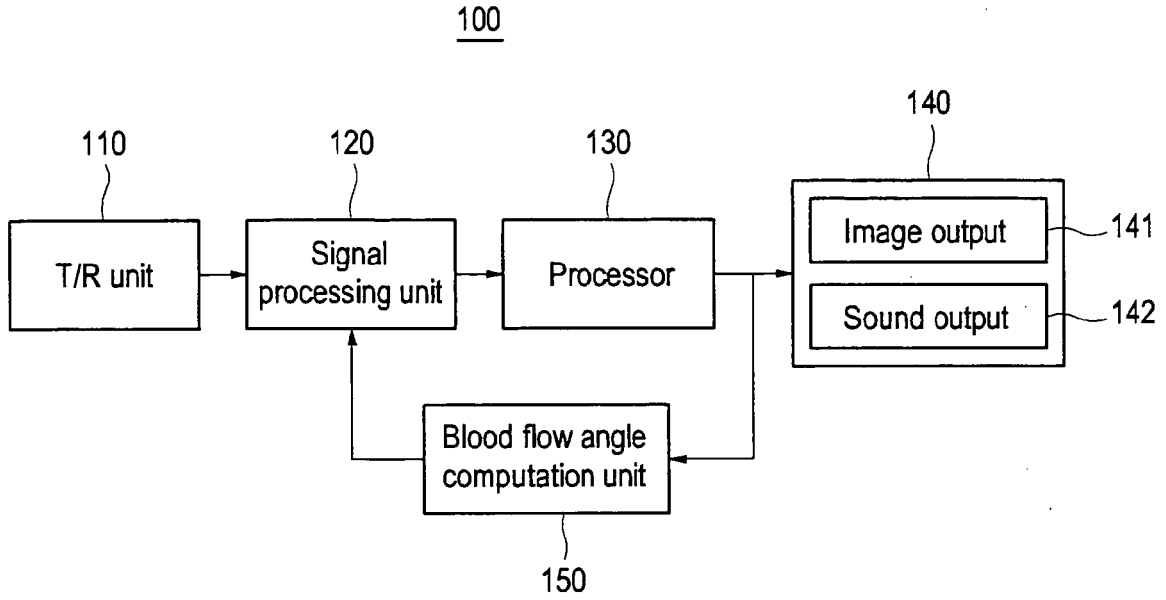 100
110
120
130
140
T/R unit
Signal
processing unit
Processor
Image output
141
Sound output
142
Blood flow angle
computation unit
150